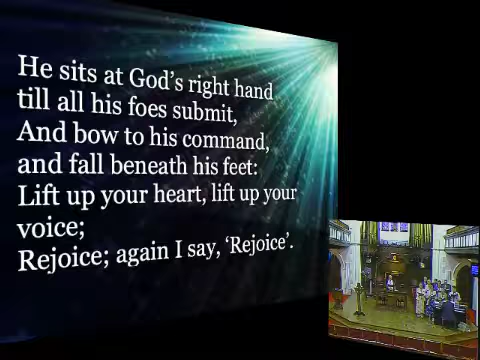 He sits at God's right hand
till all his foes submit,
And bow to his command,
and fall beneath his feet:
Lift up your heart, lift up your
voice;
Rejoice; again I say, ‘Rejoice’.